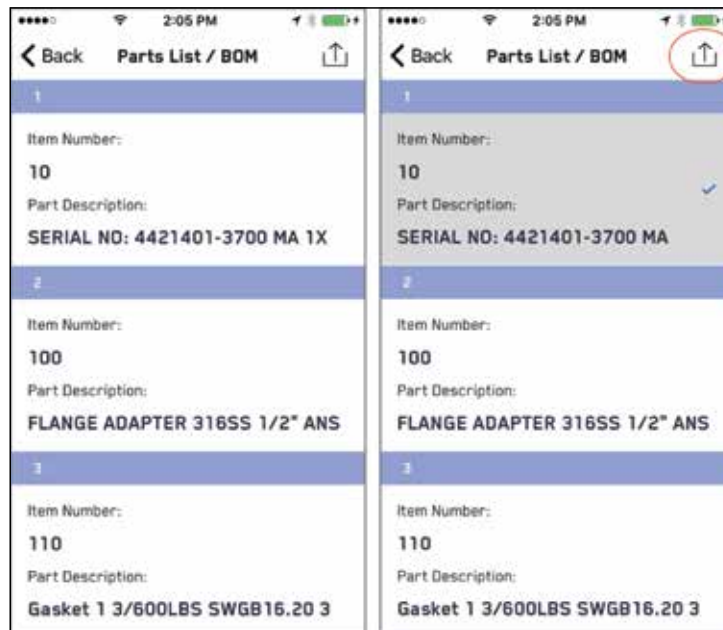 2:05 PM
Back Parts List / BOM
1
Item Number:
10
Part Description:
SERIAL NO: 4421401-3700 MA 1X
2
Item Number:
100
Part Description:
FLANGE ADAPTER 316SS 1/2" ANS
3
Item Number:
110
Part Description:
Gasket 1 3/600LBS SWGB16.20 3
2:05 PM
Back Parts List / BOM
1
Item Number:
10
Part Description:
SERIAL NO: 4421401-3700 MA
2
Item Number:
100
Part Description:
FLANGE ADAPTER 316SS 1/2" ANS
3
Item Number:
110
Part Description:
Gasket 1 3/600LBS SWGB16.20 3